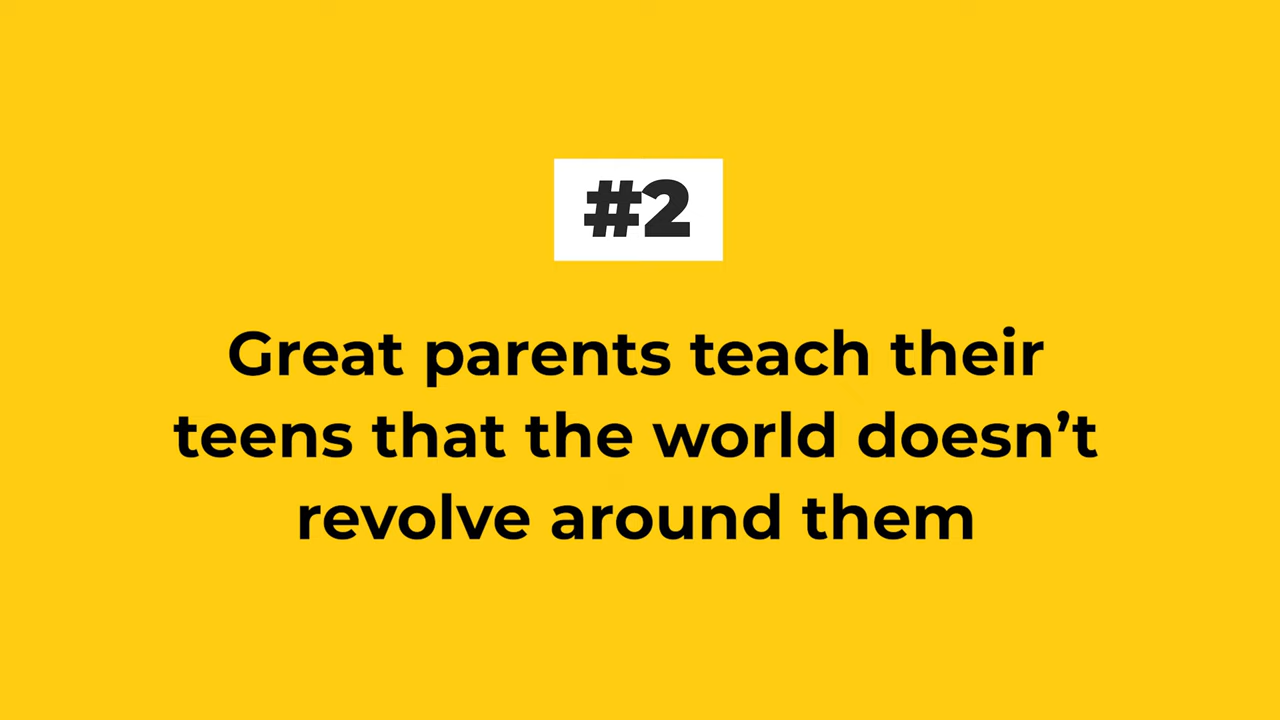 #2
Great parents teach their
teens that the world doesn’t
revolve around them